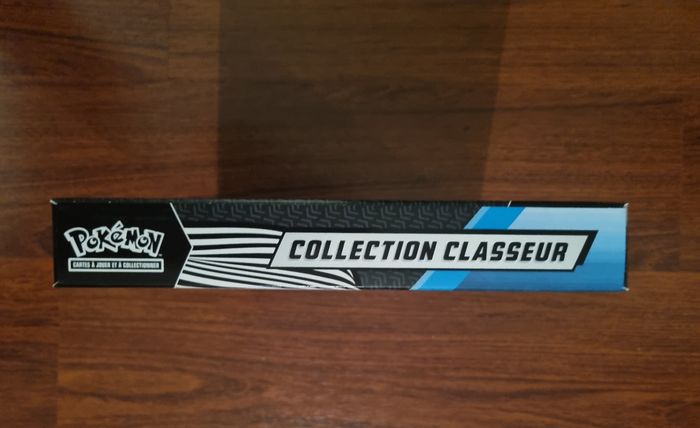 POKéMON
CARTES À JOUER ET À COLLECTIONNER
COLLECTION CLASSEUR